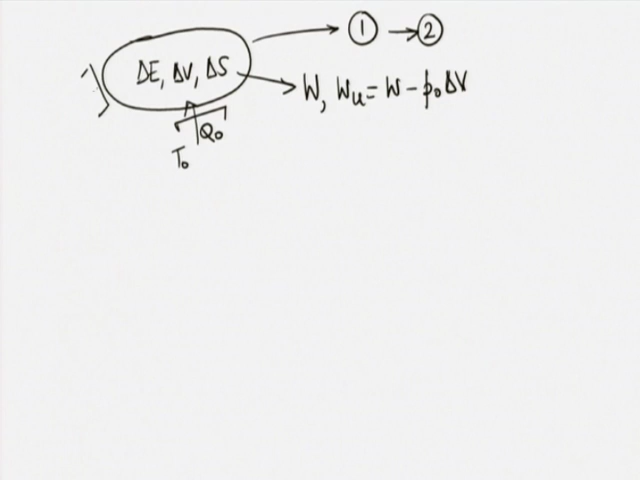 ① → ②
ΔE, ΔV, ΔS
W, Wu = W - p₀ΔV
Q₀
T₀